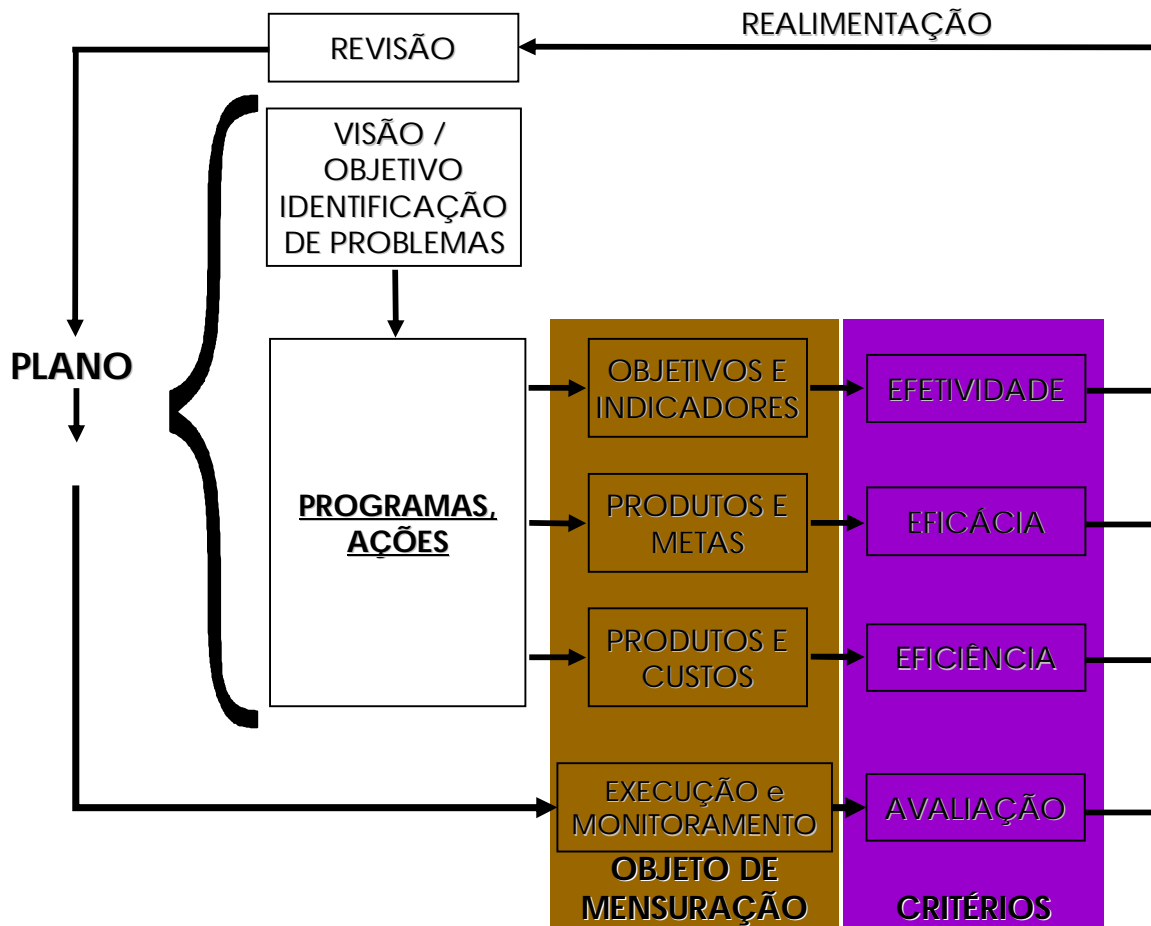 REALIMENTAÇÃO
REVISÃO
VISÃO /
OBJETIVO
IDENTIFICAÇÃO
DE PROBLEMAS
PLANO
PROGRAMAS,
AÇÕES
OBJETIVOS E
INDICADORES
EFETIVIDADE
PRODUTOS E
METAS
EFICÁCIA
PRODUTOS E
CUSTOS
EFICIÊNCIA
EXECUÇÃO e
MONITORAMENTO
AVALIAÇÃO
OBJETO DE
MENSURAÇÃO
CRITÉRIOS